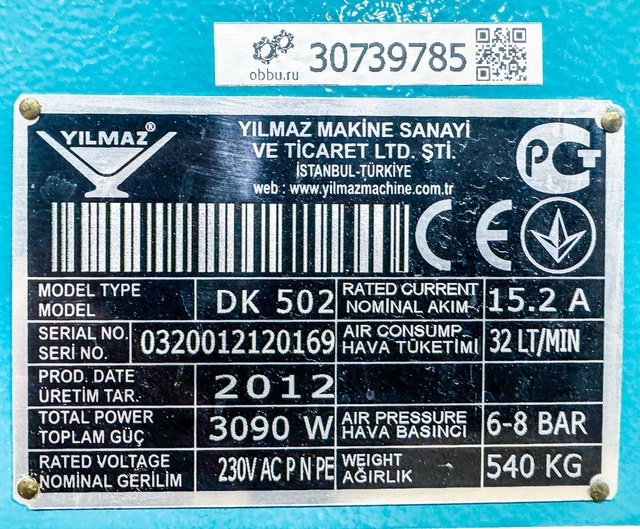 obbu.ru 30739785
YILMAZ®
YILMAZ MAKİNE SANAYİ
VE TİCARET LTD. ŞTİ.
İSTANBUL-TÜRKİYE
web : www.yilmazmachine.com.tr
PCT
CE
MODEL TYPE
MODEL
DK 502
RATED CURRENT
NOMİNAL AKIM
15.2 A
SERIAL NO.
SERİ NO.
0320012120169
AIR CONSUMP.
HAVA TÜKETİMİ
32 LT/MIN
PROD. DATE
ÜRETİM TAR.
2012
TOTAL POWER
TOPLAM GÜÇ
3090 W
AIR PRESSURE
HAVA BASINCI
6-8 BAR
RATED VOLTAGE
NOMİNAL GERİLİM
230V AC P N PE
WEIGHT
AĞIRLIK
540 KG